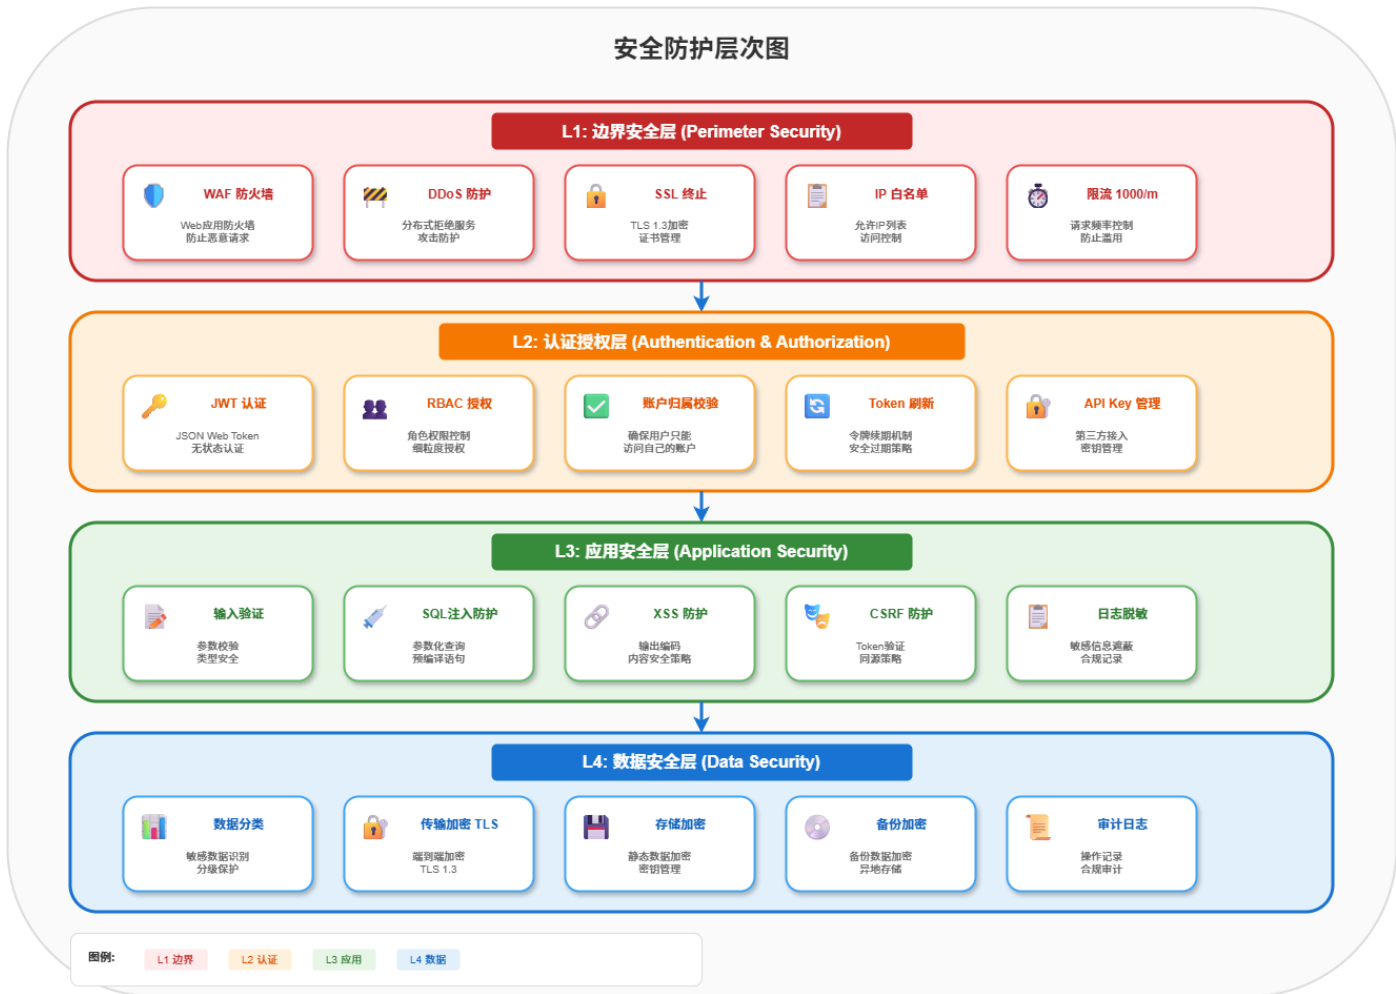 安全防护层次图
L1: 边界安全层 (Perimeter Security)
WAF 防火墙
Web应用防火墙
防止恶意请求
DDoS 防护
分布式拒绝服务
攻击防护
SSL 终止
TLS 1.3加密
证书管理
IP 白名单
允许IP列表
访问控制
限流 1000/m
请求频率控制
防止滥用
L2: 认证授权层 (Authentication & Authorization)
JWT 认证
JSON Web Token
无状态认证
RBAC 授权
角色权限控制
细粒度授权
账户归属校验
确保用户只能
访问自己的账户
Token 刷新
令牌续期机制
安全过期策略
API Key 管理
第三方接入
密钥管理
L3: 应用安全层 (Application Security)
输入验证
参数校验
类型安全
SQL注入防护
参数化查询
预编译语句
XSS 防护
输出编码
内容安全策略
CSRF 防护
Token验证
同源策略
日志脱敏
敏感信息遮蔽
合规记录
L4: 数据安全层 (Data Security)
数据分类
敏感数据识别
分级保护
传输加密 TLS
端到端加密
TLS 1.3
存储加密
静态数据加密
密钥管理
备份加密
备份数据加密
异地存储
审计日志
操作记录
合规审计
图例:
L1 边界
L2 认证
L3 应用
L4 数据